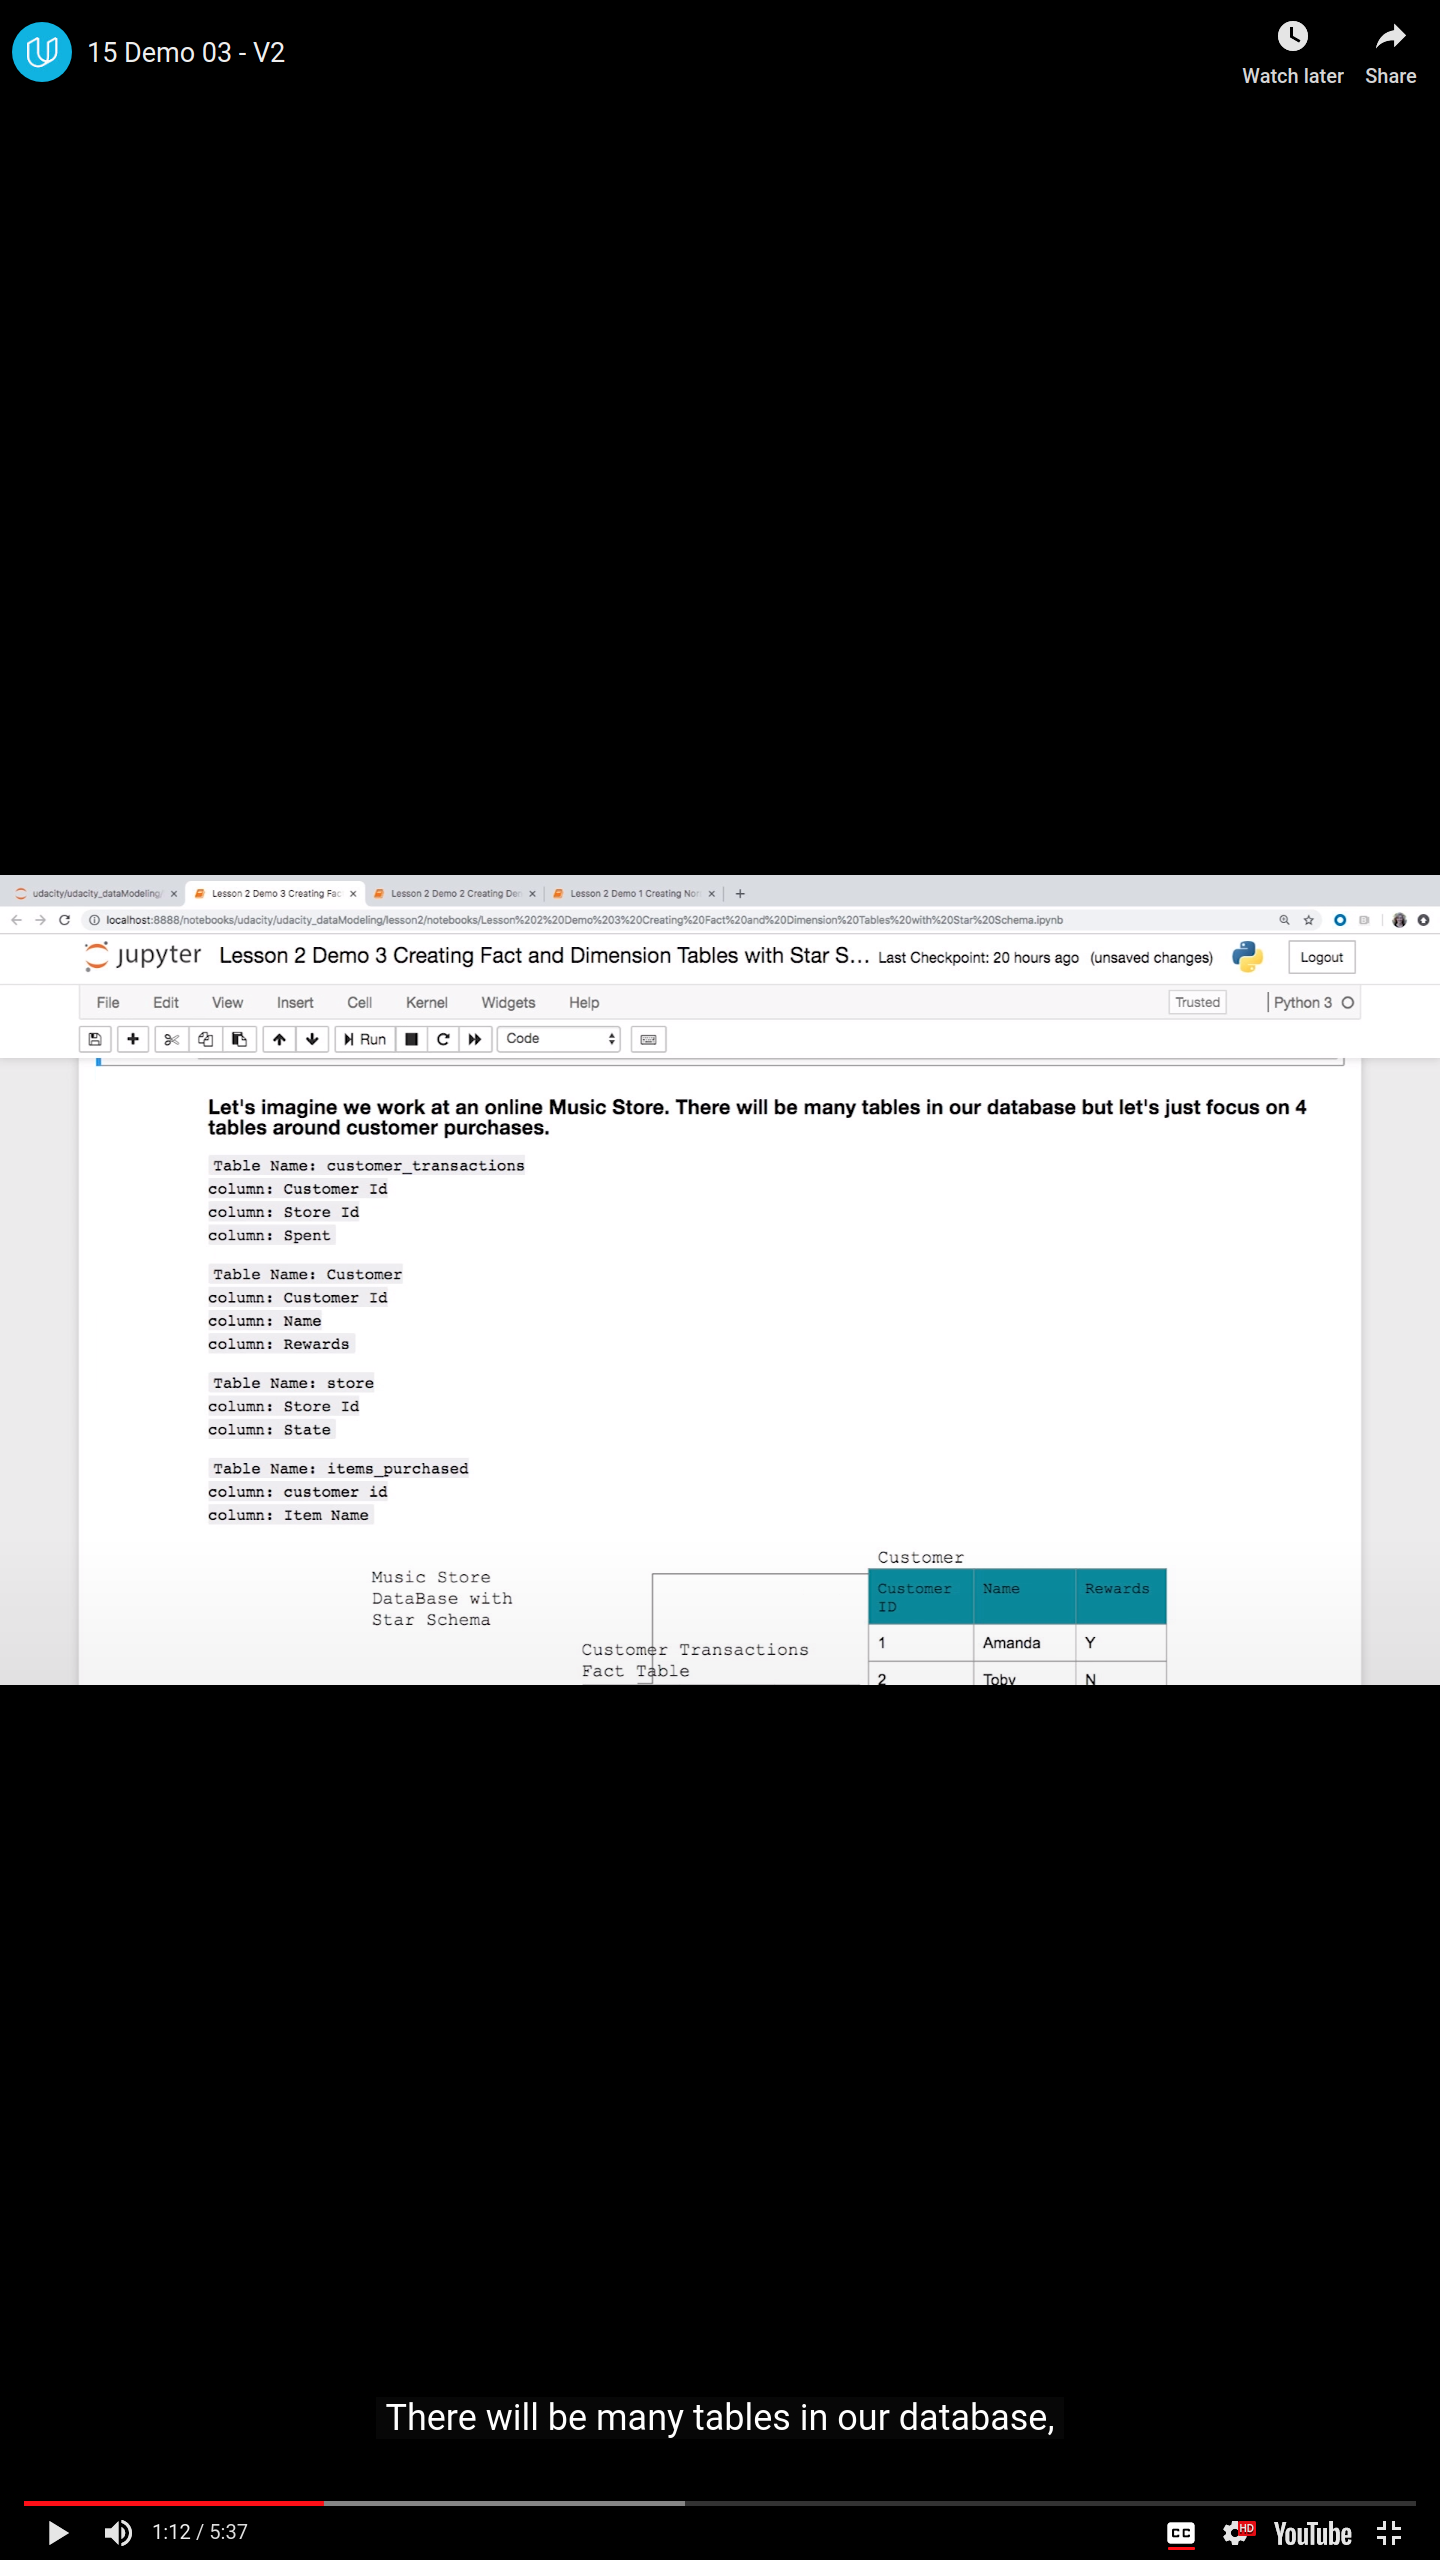 15 Demo 03 - V2
Watch later
Share
udacity/udacity_dataModeling/
Lesson 2 Demo 3 Creating Fac
Lesson 2 Demo 2 Creating De
Lesson 2 Demo 1 Creating Nor
localhost:8888/notebooks/udacity/udacity_dataModeling/lesson2/notebooks/Lesson%202%20Demo%203%20Creating%20Fact%20and%20Dimension%20Tables%20with%20Star%20Schema.ipynb
jupyter Lesson 2 Demo 3 Creating Fact and Dimension Tables with Star S... Last Checkpoint: 20 hours ago (unsaved changes) Logout
File Edit View Insert Cell Kernel Widgets Help Trusted Python 3
Run Code
Let's imagine we work at an online Music Store. There will be many tables in our database but let's just focus on 4
tables around customer purchases.
Table Name: customer_transactions
column: Customer Id
column: Store Id
column: Spent
Table Name: Customer
column: Customer Id
column: Name
column: Rewards
Table Name: store
column: Store Id
column: State
Table Name: items_purchased
column: customer id
column: Item Name
Music Store
DataBase with
Star Schema
Customer Transactions
Fact Table
Customer
Customer ID Name Rewards
1 Amanda Y
2 Toby N
There will be many tables in our database,
1:12 / 5:37
CC
HD
YouTube